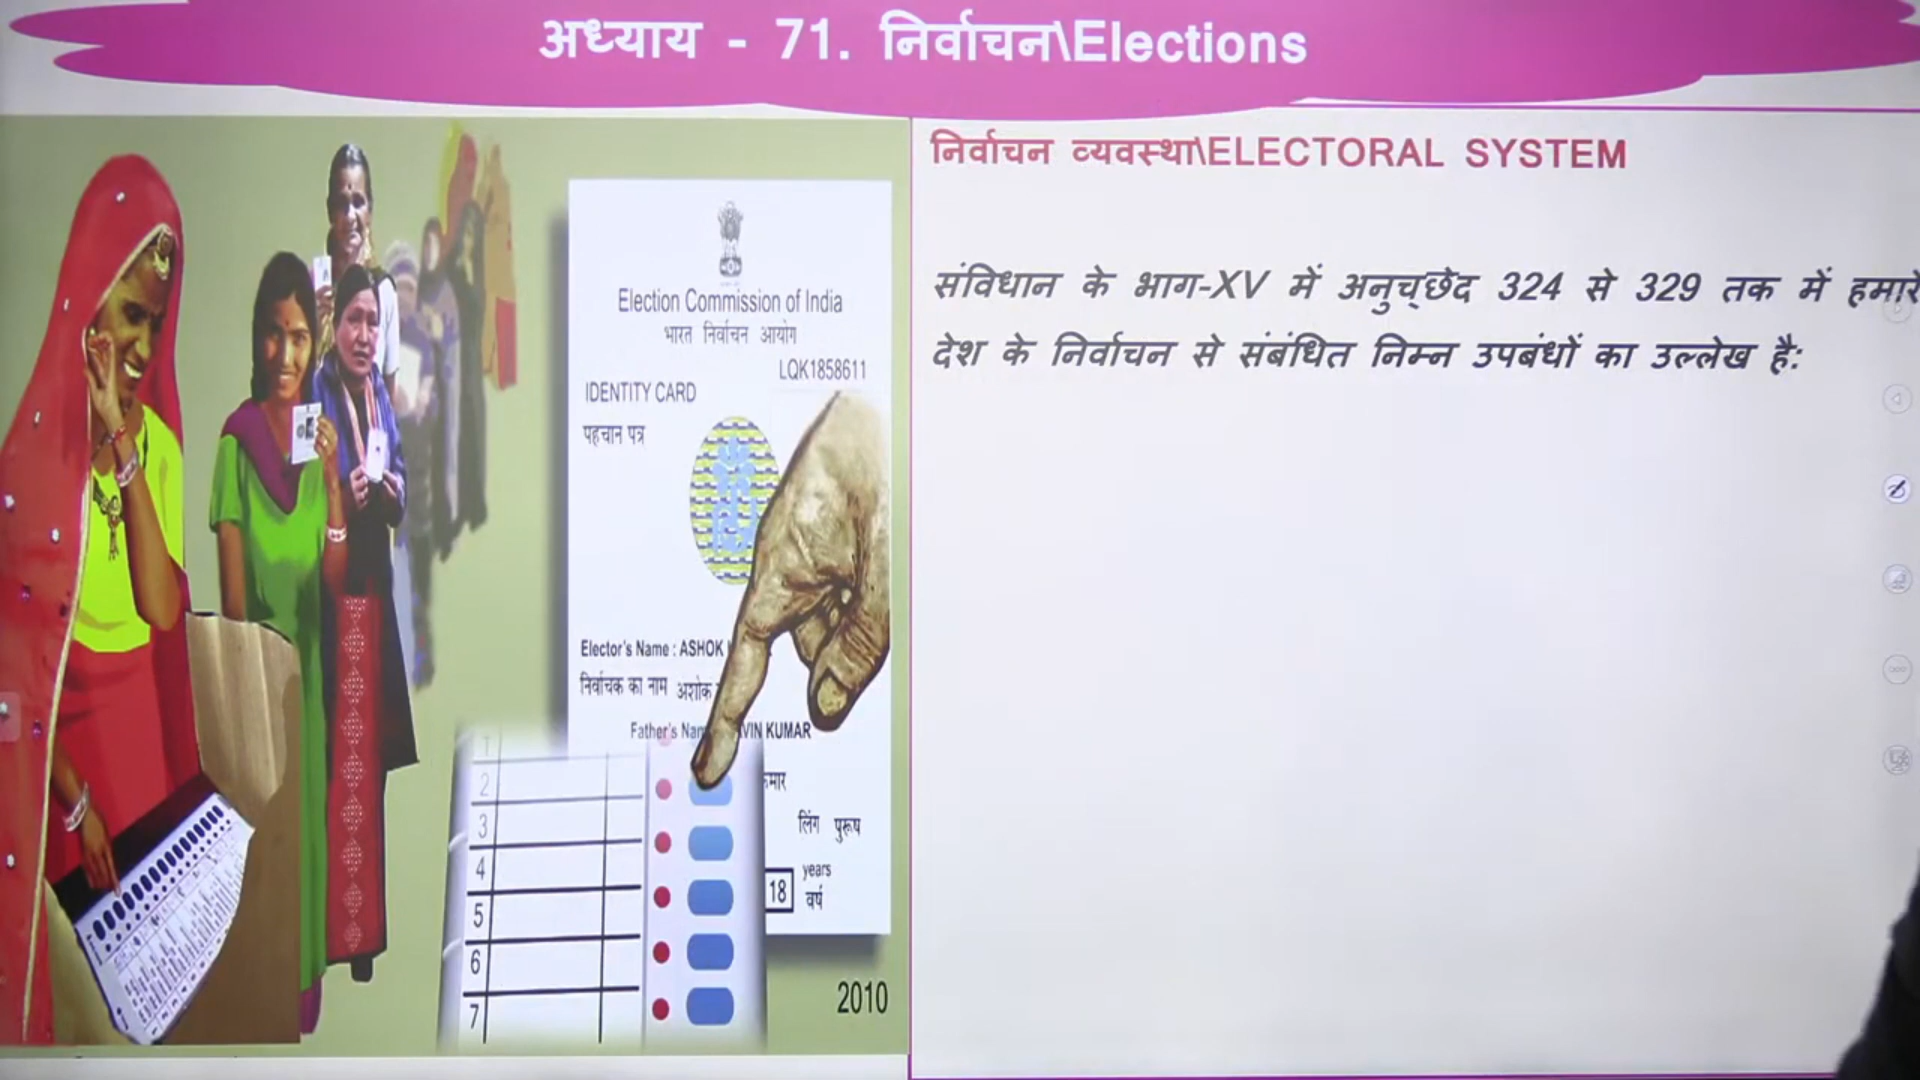 अध्याय - 71. निर्वाचन\Elections
निर्वाचन व्यवस्था\ELECTORAL SYSTEM
संविधान के भाग-XV में अनुच्छेद 324 से 329 तक में हमारे
देश के निर्वाचन से संबंधित निम्न उपबंधों का उल्लेख है:
Election Commission of India
भारत निर्वाचन आयोग
LQK1858611
IDENTITY CARD
पहचान पत्र
Elector's Name : ASHOK
निर्वाचक का नाम अशोक
Father's Nam VIN KUMAR
लिंग पुरूष
years
18 वर्ष
1
2
3
4
5
6
7
2010